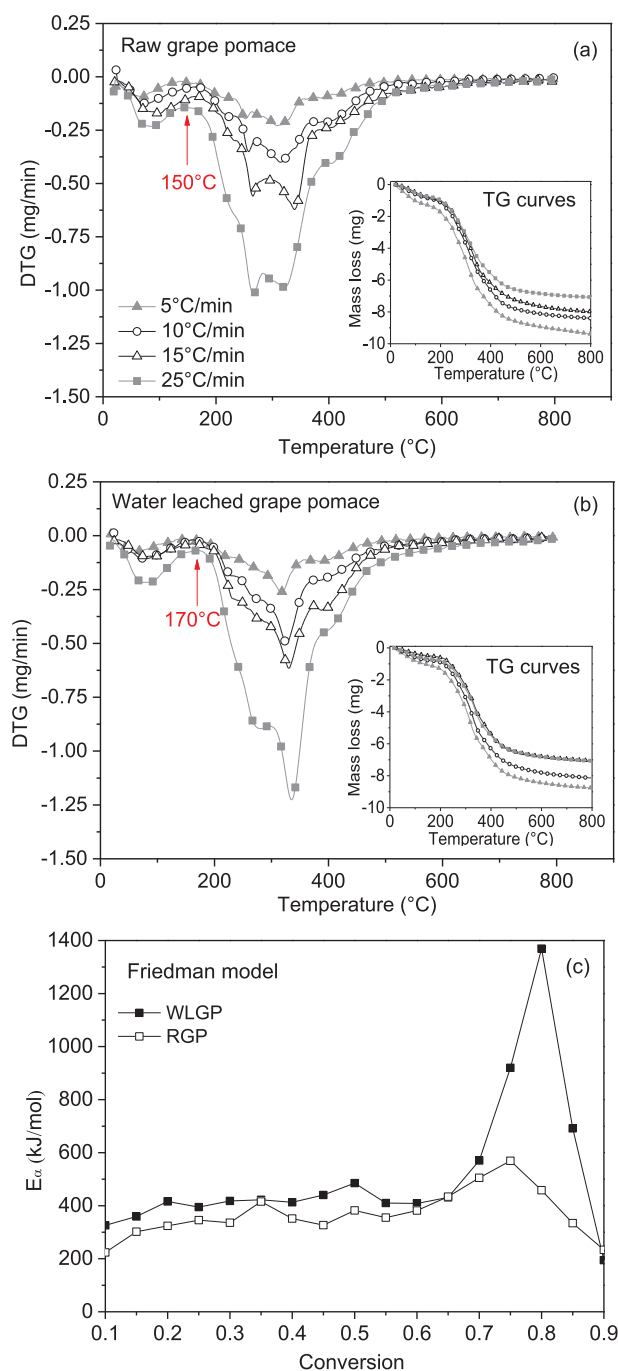 0.25
Raw grape pomace
(a)
0.00
-0.25
150°C
-0.50
-0.75
-1.00
-1.25
-1.50
DTG (mg/min)
5°C/min
10°C/min
15°C/min
25°C/min
TG curves
0
-2
-4
-6
-8
-10
Mass loss (mg)
0 200 400 600 800
Temperature (°C)
0 200 400 600 800
Temperature (°C)
0.25
Water leached grape pomace
(b)
0.00
-0.25
170°C
-0.50
-0.75
-1.00
-1.25
-1.50
DTG (mg/min)
TG curves
0
-2
-4
-6
-8
-10
Mass loss (mg)
0 200 400 600 800
Temperature (°C)
0 200 400 600 800
Temperature (°C)
1400
Friedman model
(c)
1200
WLGP
RGP
1000
800
600
400
200
0
Eα (kJ/mol)
0.1 0.2 0.3 0.4 0.5 0.6 0.7 0.8 0.9
Conversion